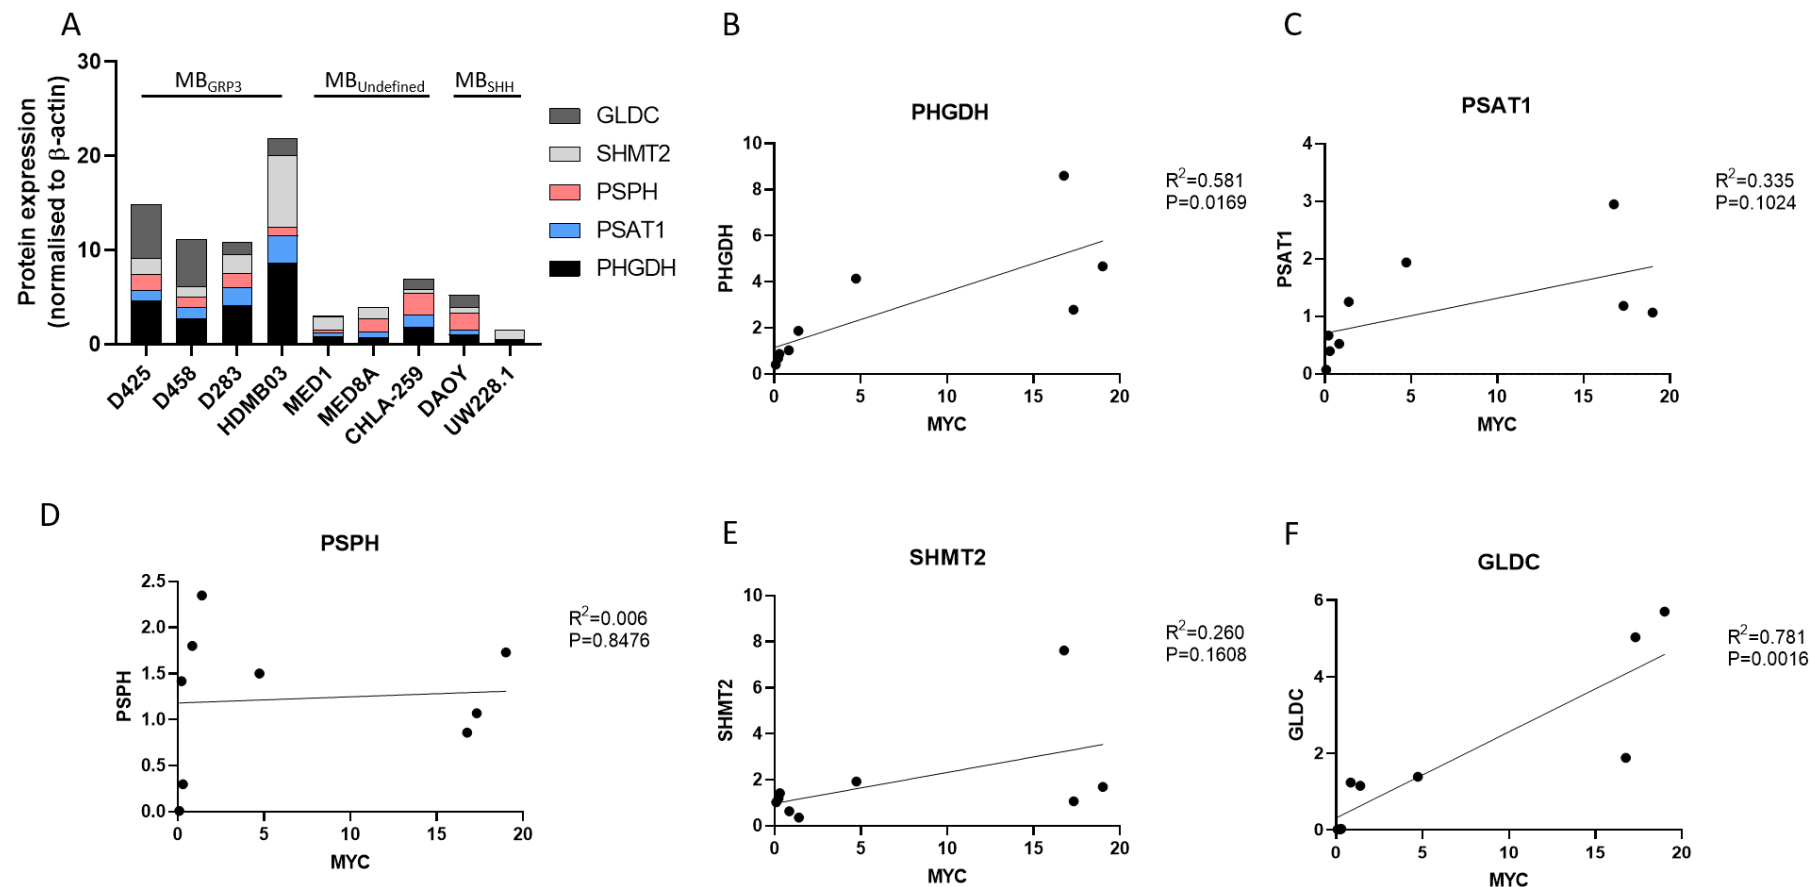 A
Protein expression
(normalised to β-actin)
30
20
10
0
MBGRP3
MBUndefined
MBSHH
D425
D458
D283
HDMB03
MED1
MED8A
CHLA-259
DAOY
UW228.1
GLDC
SHMT2
PSPH
PSAT1
PHGDH
B
PHGDH
PHGDH
10
8
6
4
2
0
0 5 10 15 20
MYC
R2=0.581
P=0.0169
C
PSAT1
PSAT1
4
3
2
1
0
0 5 10 15 20
MYC
R2=0.335
P=0.1024
D
PSPH
PSPH
2.5
2.0
1.5
1.0
0.5
0.0
0 5 10 15 20
MYC
R2=0.006
P=0.8476
E
SHMT2
SHMT2
10
8
6
4
2
0
0 5 10 15 20
MYC
R2=0.260
P=0.1608
F
GLDC
GLDC
6
4
2
0
0 5 10 15 20
MYC
R2=0.781
P=0.0016